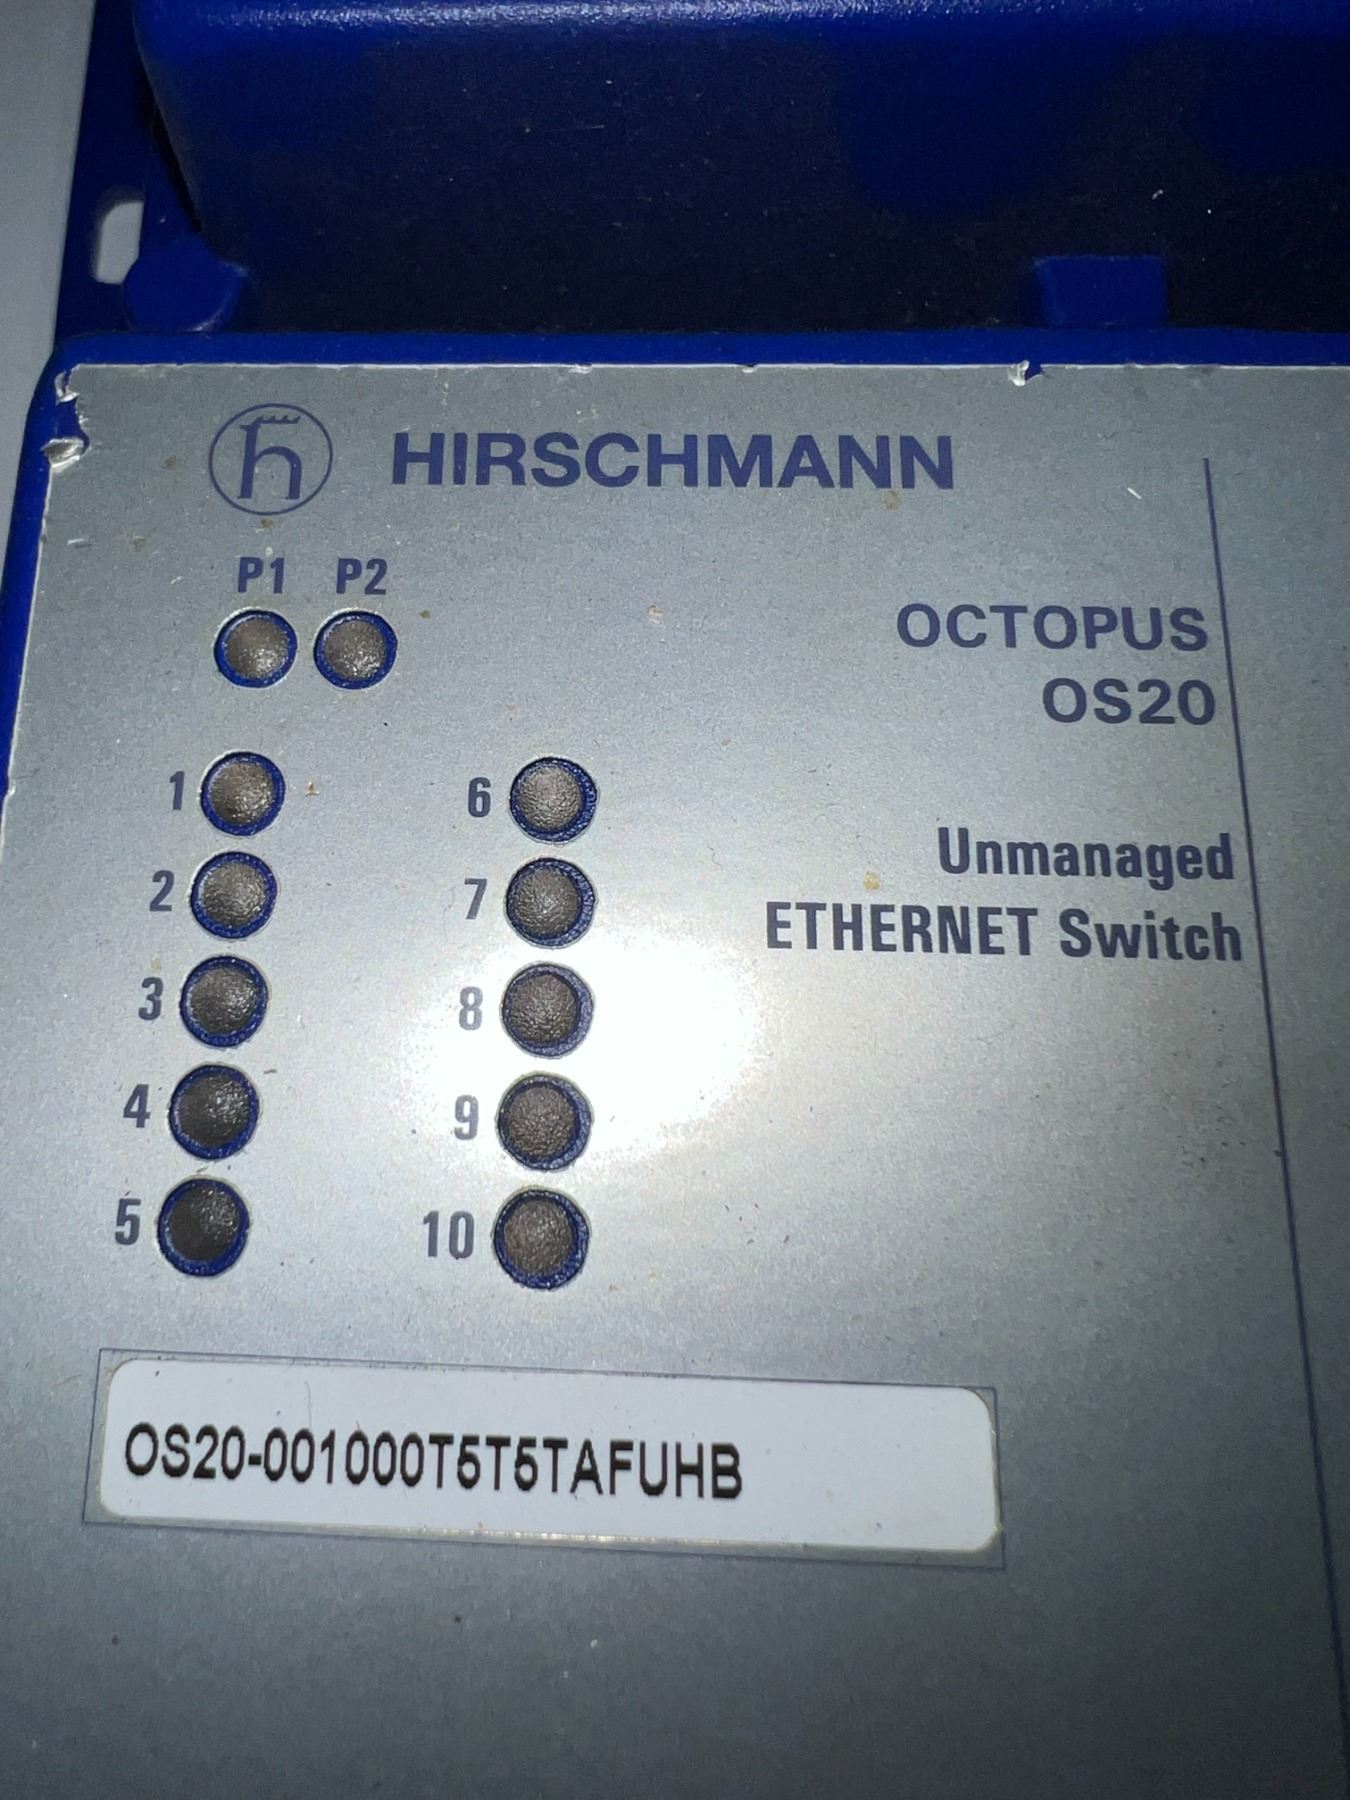 HIRSCHMANN
P1 P2
OCTOPUS
OS20
1 6
2 7
3 8
4 9
5 10
Unmanaged
ETHERNET Switch
OS20-001000T5T5TAFUHB